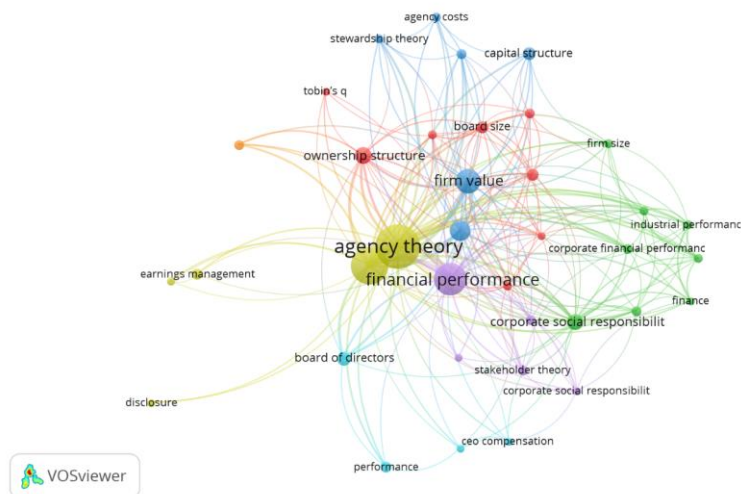 agency costs
stewardship theory
capital structure
tobin's q
board size
ownership structure
firm size
firm value
industrial performanc
agency theory
corporate financial performanc
earnings management
financial performance
finance
corporate social responsibilit
board of directors
stakeholder theory
corporate social responsibilit
disclosure
ceo compensation
performance
VOSviewer